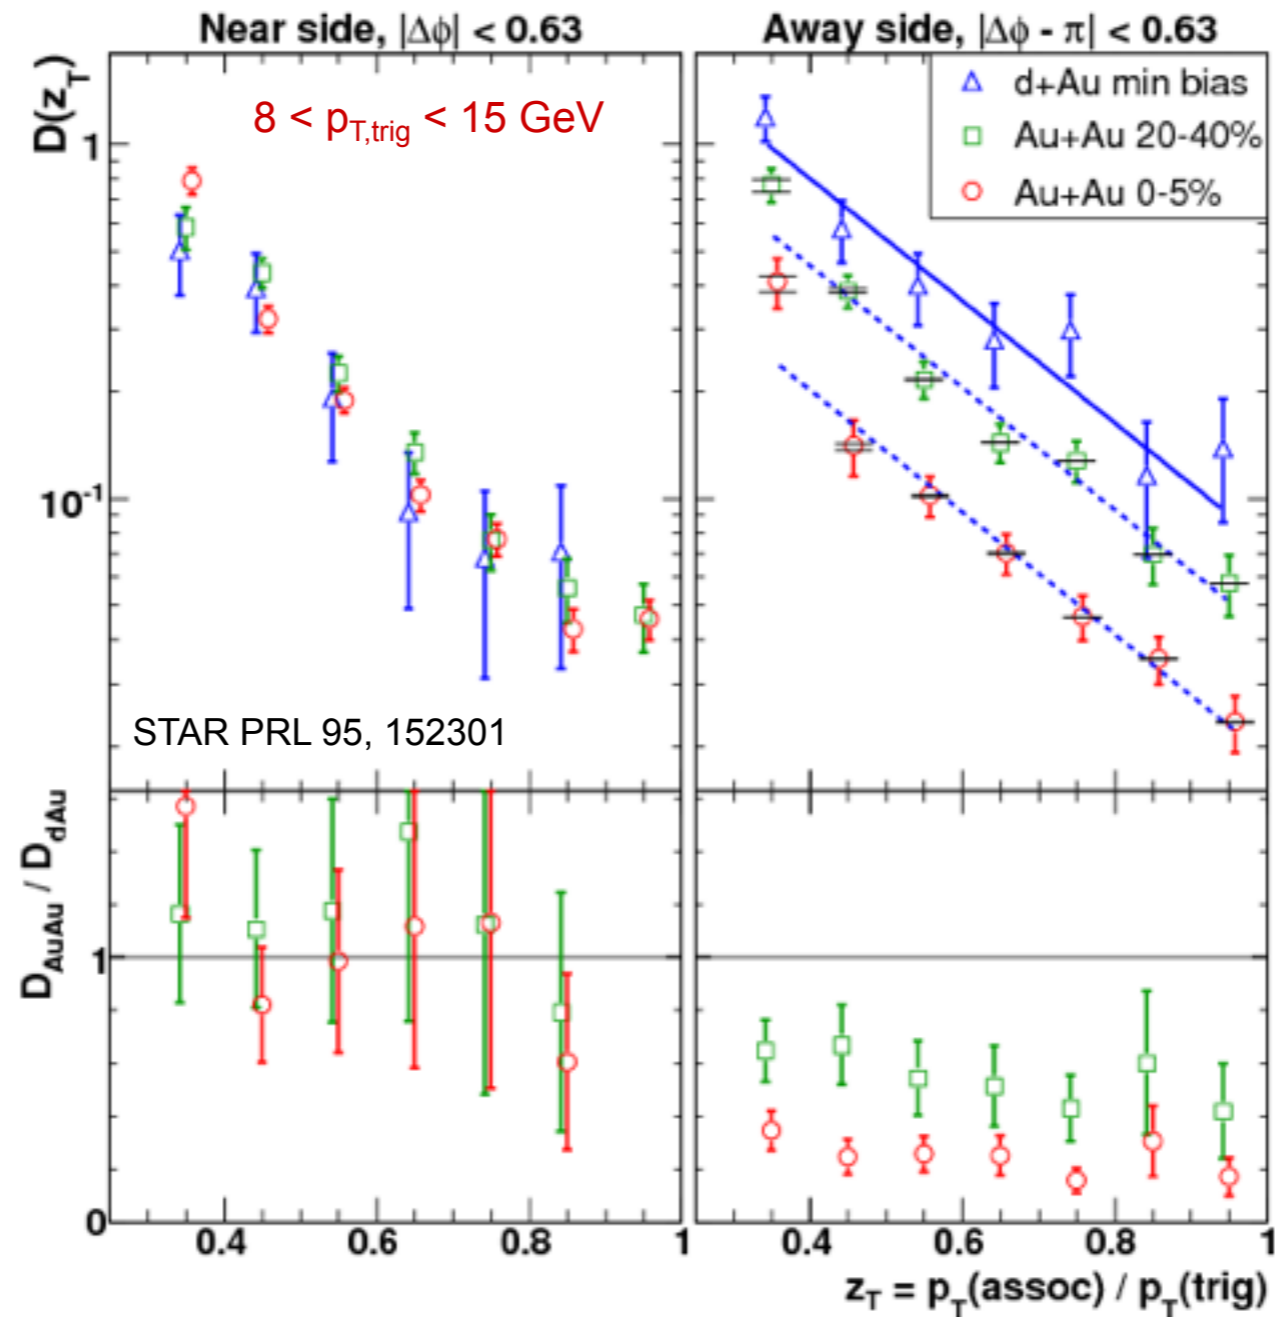 Near side, |Δϕ| < 0.63
Away side, |Δϕ - π| < 0.63
D(z_T)
8 < p_T,trig < 15 GeV
d+Au min bias
Au+Au 20-40%
Au+Au 0-5%
1
10^-1
STAR PRL 95, 152301
D_AuAu / D_dAu
1
0
0.4 0.6 0.8 1
0.4 0.6 0.8 1
z_T = p_T(assoc) / p_T(trig)